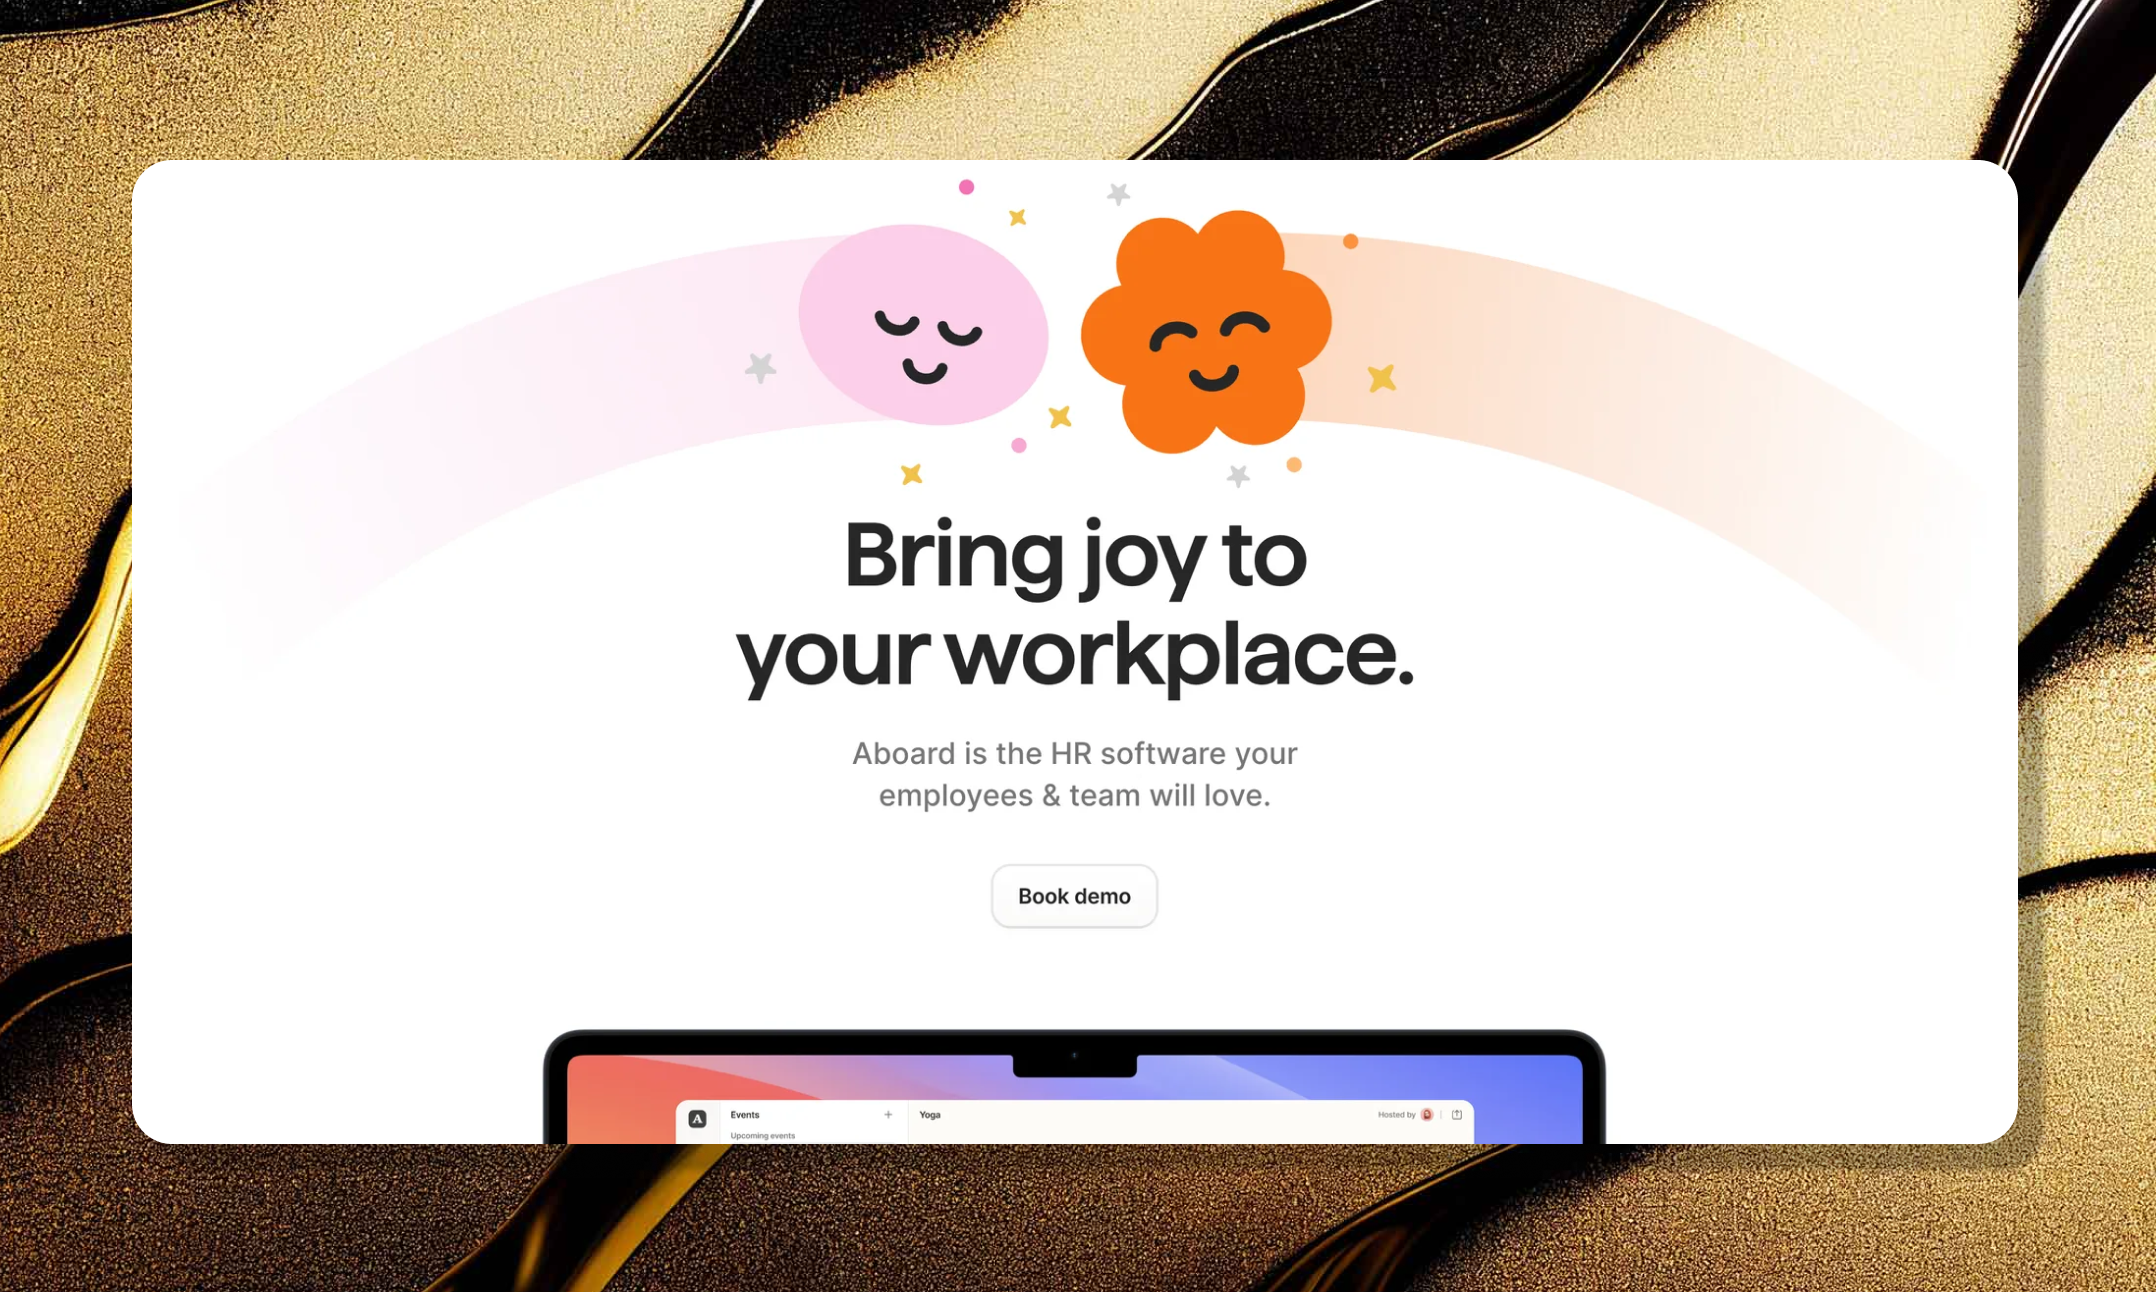 Bring joy to
your workplace.
Aboard is the HR software your
employees & team will love.
Book demo
A
Events
+
Yoga
Hosted by
Upcoming events